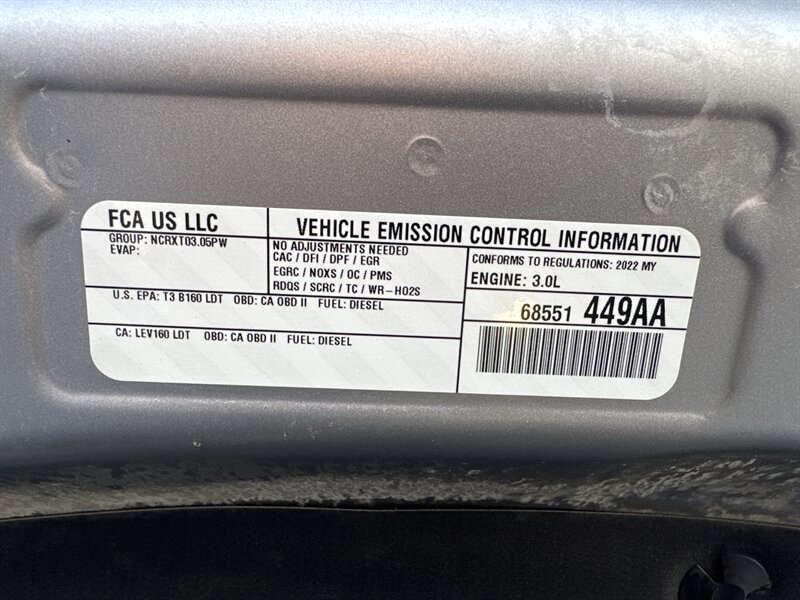 FCA US LLC
VEHICLE EMISSION CONTROL INFORMATION
GROUP: NCRXT03.05PW
EVAP:
NO ADJUSTMENTS NEEDED
CAC / DFI / DPF / EGR
EGRC / NOXS / OC / PMS
RDQS / SCRC / TC / WR-HO2S
CONFORMS TO REGULATIONS: 2022 MY
ENGINE: 3.0L
U.S. EPA: T3 B160 LDT OBD: CA OBD II FUEL: DIESEL
CA: LEV160 LDT OBD: CA OBD II FUEL: DIESEL
68551 449AA